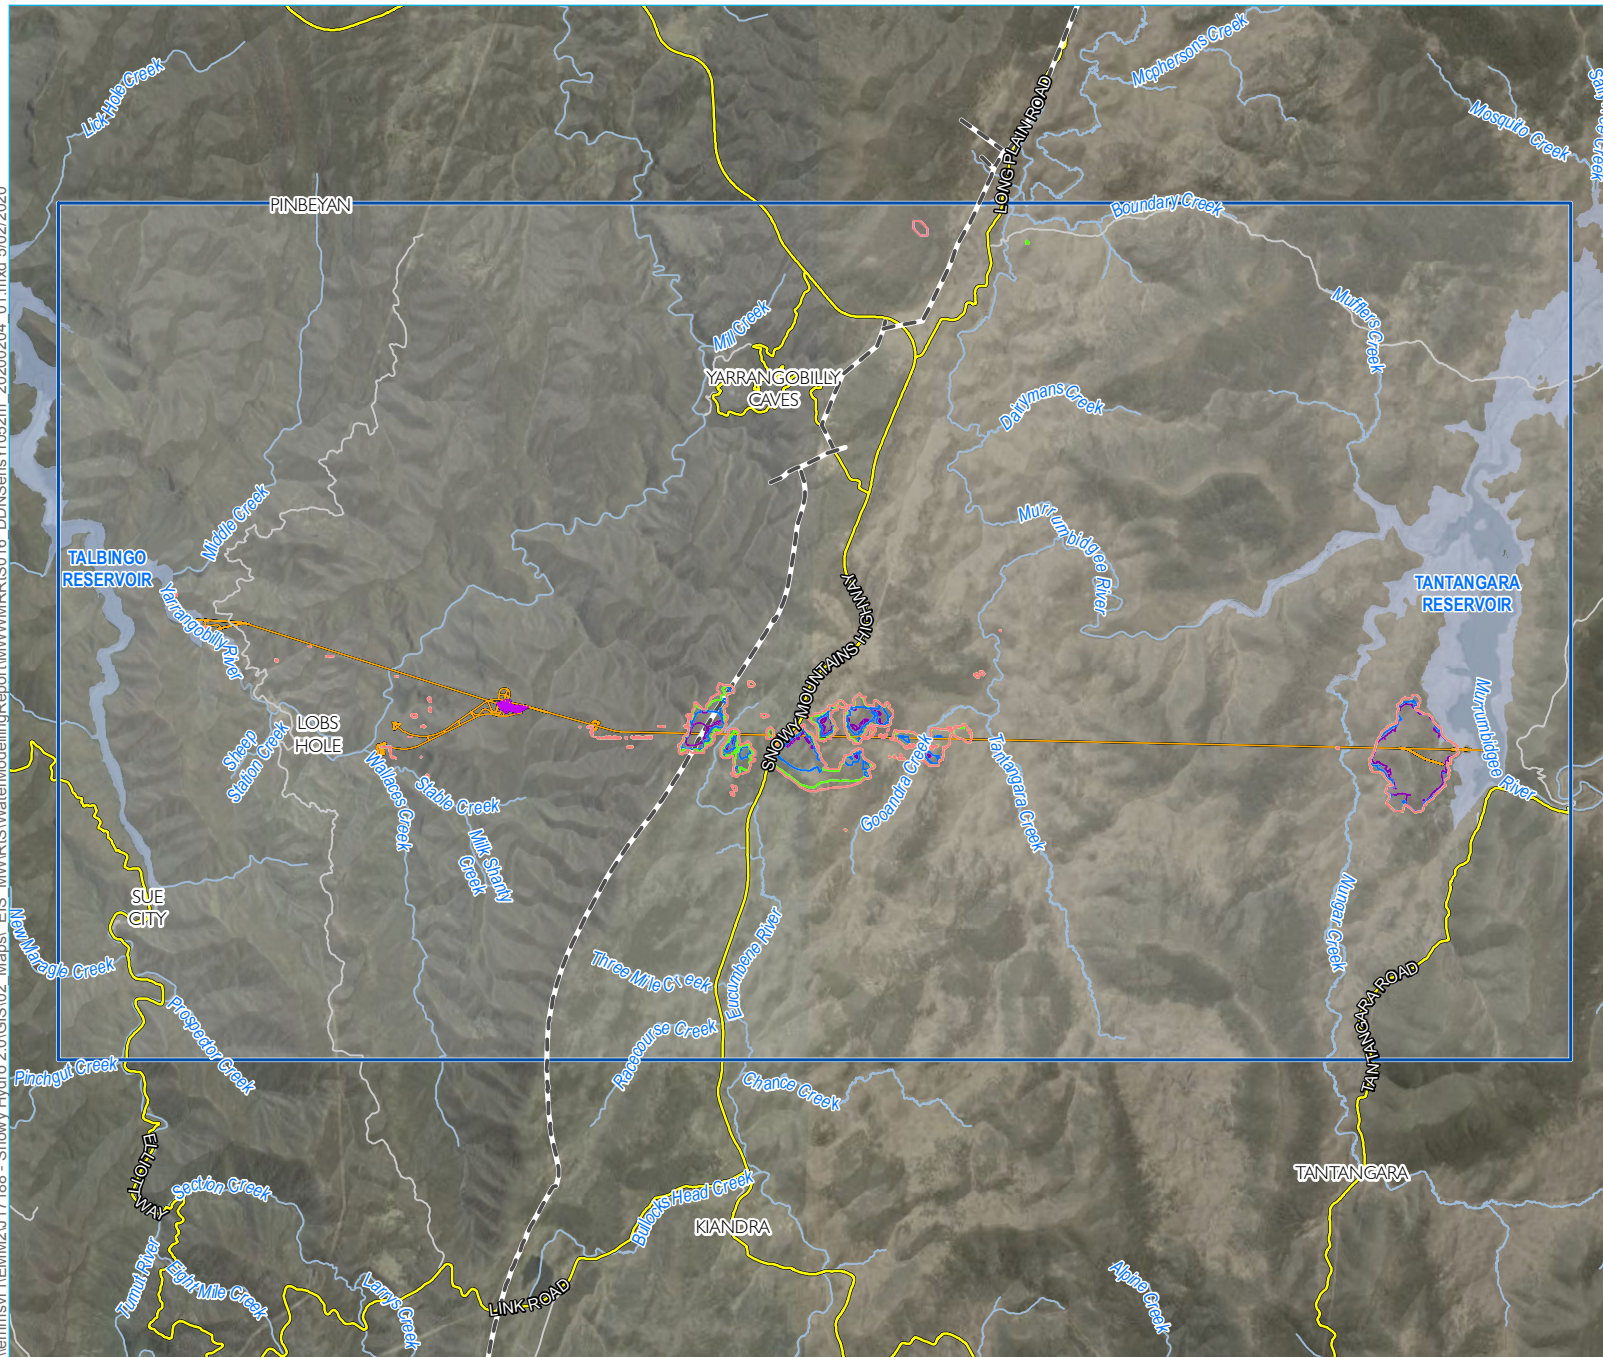 Lick Hole Creek
Mcphersons Creek
Mosquito Creek
LONG PLAIN ROAD
PINBEYAN
Boundary Creek
Mufflers Creek
Mill Creek
YARRANGOBILLY
CAVES
Dairymans Creek
Middle Creek
Murrumbidgee River
TALBINGO
RESERVOIR
TANTANGARA
RESERVOIR
Yarrangobilly River
SNOWY MOUNTAINS HIGHWAY
Murrumbidgee River
LOBS
HOLE
Sheep
Station Creek
Wallaces Creek
Stable Creek
Milk Shanty
Creek
Gooandra Creek
Tantangara Creek
SUE
CITY
Nungar Creek
New Maragle Creek
Three Mile Creek
Eucumbene River
TANTANGARA ROAD
Prospector Creek
Racecourse Creek
Pinchgut Creek
Chance Creek
ELLIOTT WAY
Section Creek
TANTANGARA
Bullocks Head Creek
KIANDRA
Tumut River
Eight Mile Creek
Larrys Creek
LINK ROAD
Alpine Creek